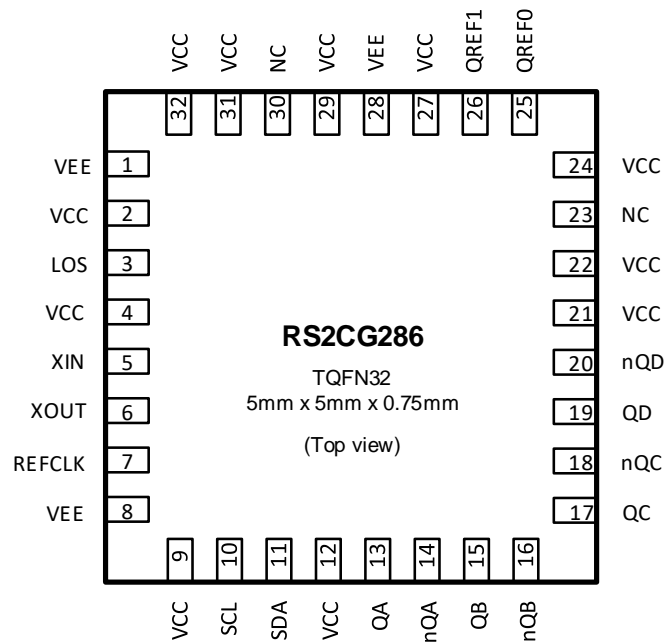 VCC VCC NC VCC VEE VCC QREF1 QREF0
32 31 30 29 28 27 26 25
VEE 1 24 VCC
VCC 2 23 NC
LOS 3 22 VCC
VCC 4 21 VCC
XIN 5 20 nQD
XOUT 6 19 QD
REFCLK 7 18 nQC
VEE 8 17 QC
RS2CG286
TQFN32
5mm x 5mm x 0.75mm
(Top view)
9 10 11 12 13 14 15 16
VCC SCL SDA VCC QA nQA QB nQB